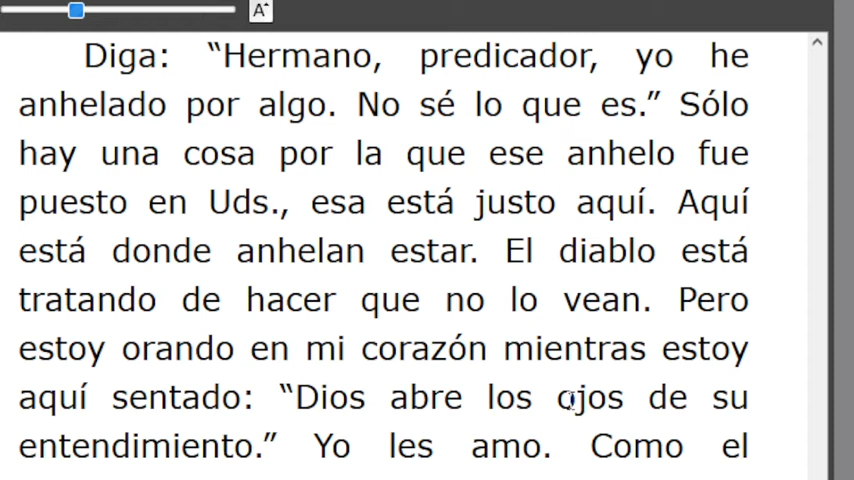 A
Diga: “Hermano, predicador, yo he
anhelado por algo. No sé lo que es.” Sólo
hay una cosa por la que ese anhelo fue
puesto en Uds., esa está justo aquí. Aquí
está donde anhelan estar. El diablo está
tratando de hacer que no lo vean. Pero
estoy orando en mi corazón mientras estoy
aquí sentado: “Dios abre los ojos de su
entendimiento.” Yo les amo. Como el